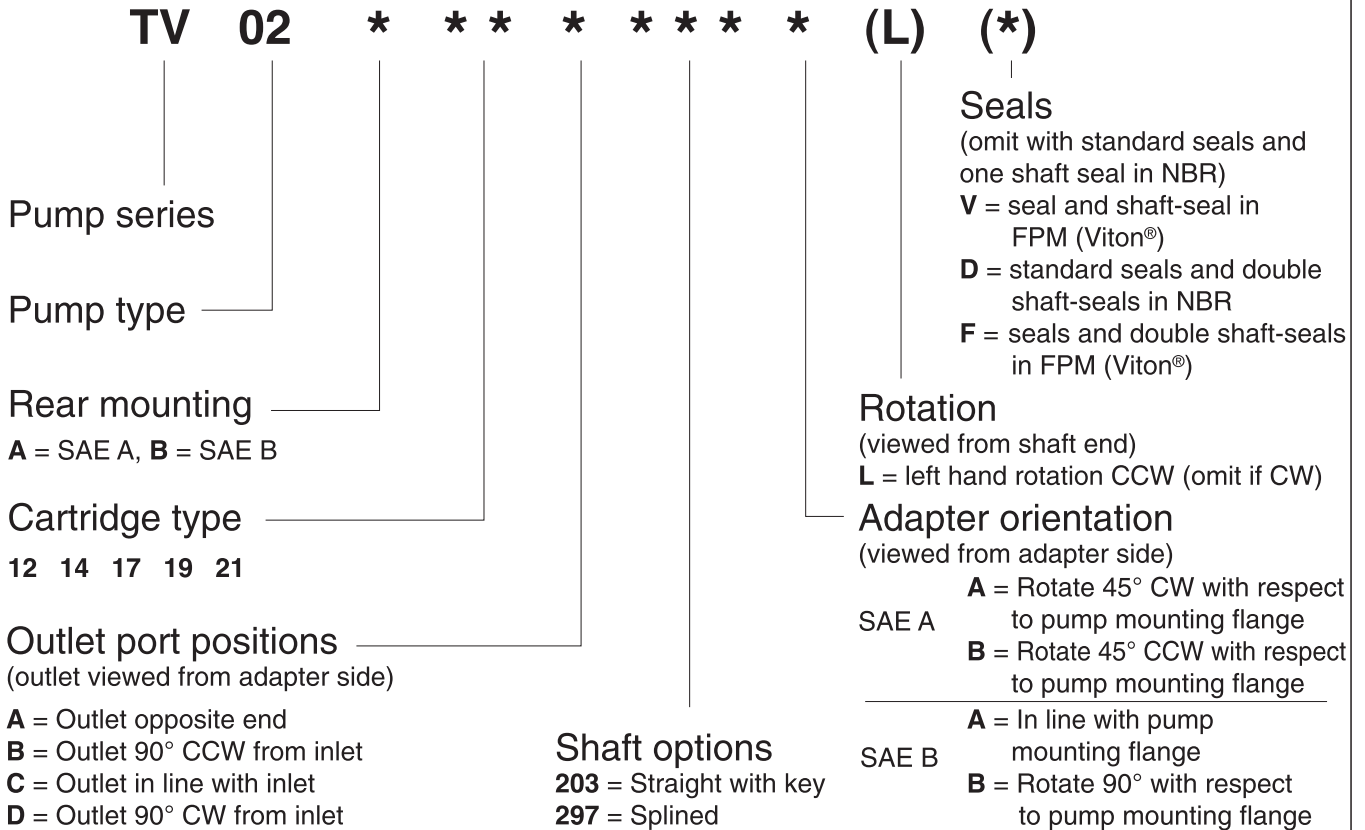 TV 02 * * * * * * * * (L) (*)
Pump series
Pump type
Rear mounting
A = SAE A, B = SAE B
Cartridge type
12 14 17 19 21
Outlet port positions
(outlet viewed from adapter side)
A = Outlet opposite end
B = Outlet 90° CCW from inlet
C = Outlet in line with inlet
D = Outlet 90° CW from inlet
Shaft options
203 = Straight with key
297 = Splined
Seals
(omit with standard seals and
one shaft seal in NBR)
V = seal and shaft-seal in
FPM (Viton®)
D = standard seals and double
shaft-seals in NBR
F = seals and double shaft-seals
in FPM (Viton®)
Rotation
(viewed from shaft end)
L = left hand rotation CCW (omit if CW)
Adapter orientation
(viewed from adapter side)
SAE A
A = Rotate 45° CW with respect
to pump mounting flange
B = Rotate 45° CCW with respect
to pump mounting flange
SAE B
A = In line with pump
mounting flange
B = Rotate 90° with respect
to pump mounting flange